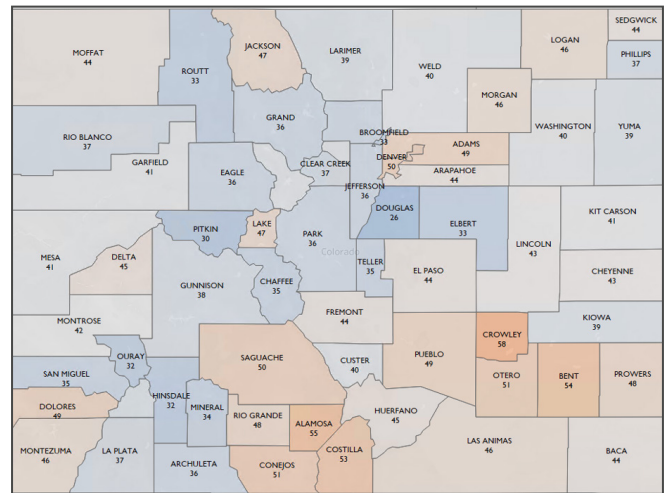 SEDGWICK
44
JACKSON
47
LOGAN
46
MOFFAT
44
LARIMER
39
PHILLIPS
37
ROUTT
33
WELD
40
MORGAN
46
GRAND
36
WASHINGTON
40
YUMA
39
RIO BLANCO
37
BROOMFIELD
33
ADAMS
49
GARFIELD
41
EAGLE
36
CLEAR CREEK
37
DENVER
50
ARAPAHOE
44
JEFFERSON
36
DOUGLAS
26
KIT CARSON
41
PITKIN
30
LAKE
47
ELBERT
33
PARK
36
LINCOLN
43
Colorado
MESA
41
DELTA
45
TELLER
35
CHEYENNE
43
EL PASO
44
GUNNISON
38
CHAFFEE
35
FREMONT
44
KIOWA
39
MONTROSE
42
CROWLEY
58
OURAY
32
SAGUACHE
50
CUSTER
40
PUEBLO
49
SAN MIGUEL
35
BENT
54
PROWERS
48
OTERO
51
HINSDALE
32
DOLORES
49
MINERAL
34
RIO GRANDE
48
ALAMOSA
55
HUERFANO
45
LAS ANIMAS
46
MONTEZUMA
46
LA PLATA
37
BACA
44
ARCHULETA
36
CONEJOS
51
COSTILLA
53